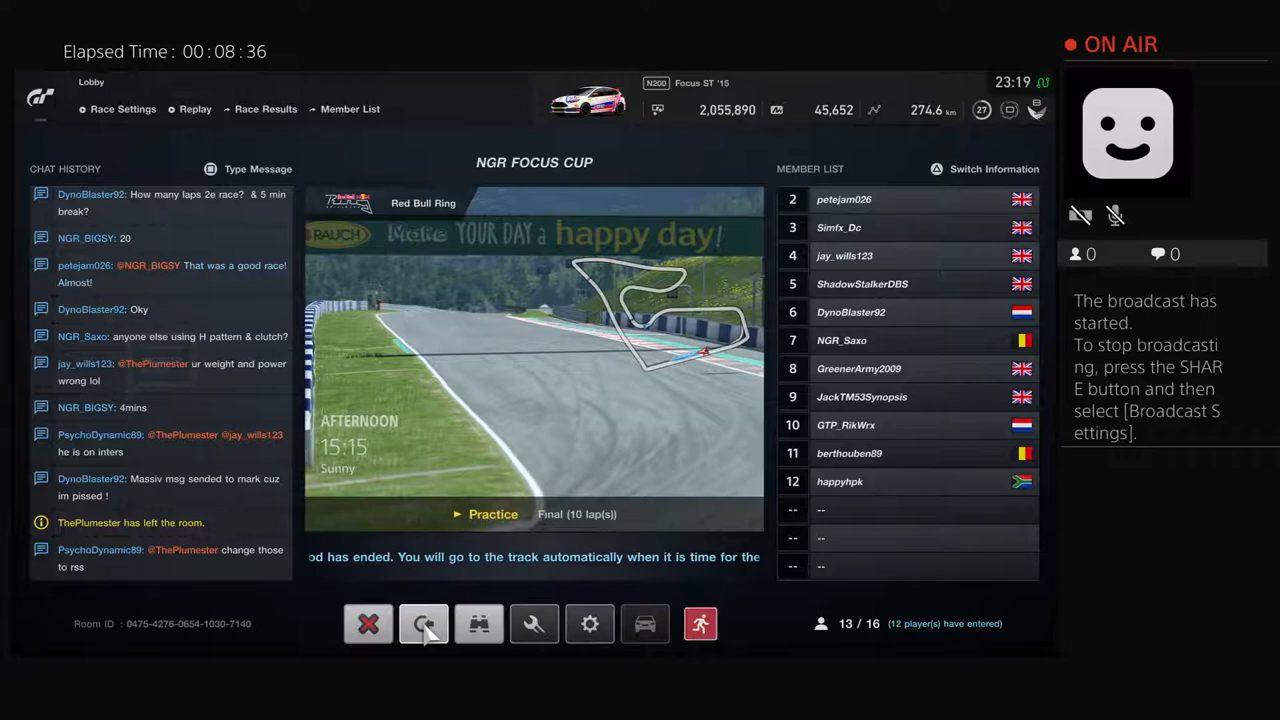 Elapsed Time : 00:08:36
ON AIR
Lobby
N200 Focus ST '15
23:19
Race Settings Replay Race Results Member List
2,055,890 45,652 274.6 km 27
CHAT HISTORY
Type Message
NGR FOCUS CUP
MEMBER LIST
Switch Information
DynoBlaster92: How many laps 2e race? & 5 min
break?
NGR_BIGSY: 20
petejam026: @NGR_BIGSY That was a good race!
Almost!
DynoBlaster92: Oky
NGR_Saxo: anyone else using H pattern & clutch?
jay_wills123: @ThePlumester ur weight and power
wrong lol
NGR_BIGSY: 4mins
PsychoDynamic89: @ThePlumester @jay_wills123
he is on inters
DynoBlaster92: Massiv msg sended to mark cuz
im pissed !
ThePlumester has left the room.
PsychoDynamic89: @ThePlumester change those
to rss
Red Bull Ring
RAUCH Make YOUR DAY a happy day!
AFTERNOON
15:15
Sunny
Practice Final (10 lap(s))
od has ended. You will go to the track automatically when it is time for the
2 petejam026
3 Simfx_Dc
4 jay_wills123
5 ShadowStalkerDBS
6 DynoBlaster92
7 NGR_Saxo
8 GreenerArmy2009
9 JackTM53Synopsis
10 GTP_RikWrx
11 berthouben89
12 happyhpk
-- --
-- --
-- --
Room ID : 0475-4276-0654-1030-7140
13 / 16 (12 player(s) have entered)
0 0
The broadcast has
started.
To stop broadcasti
ng, press the SHAR
E button and then
select [Broadcast S
ettings].